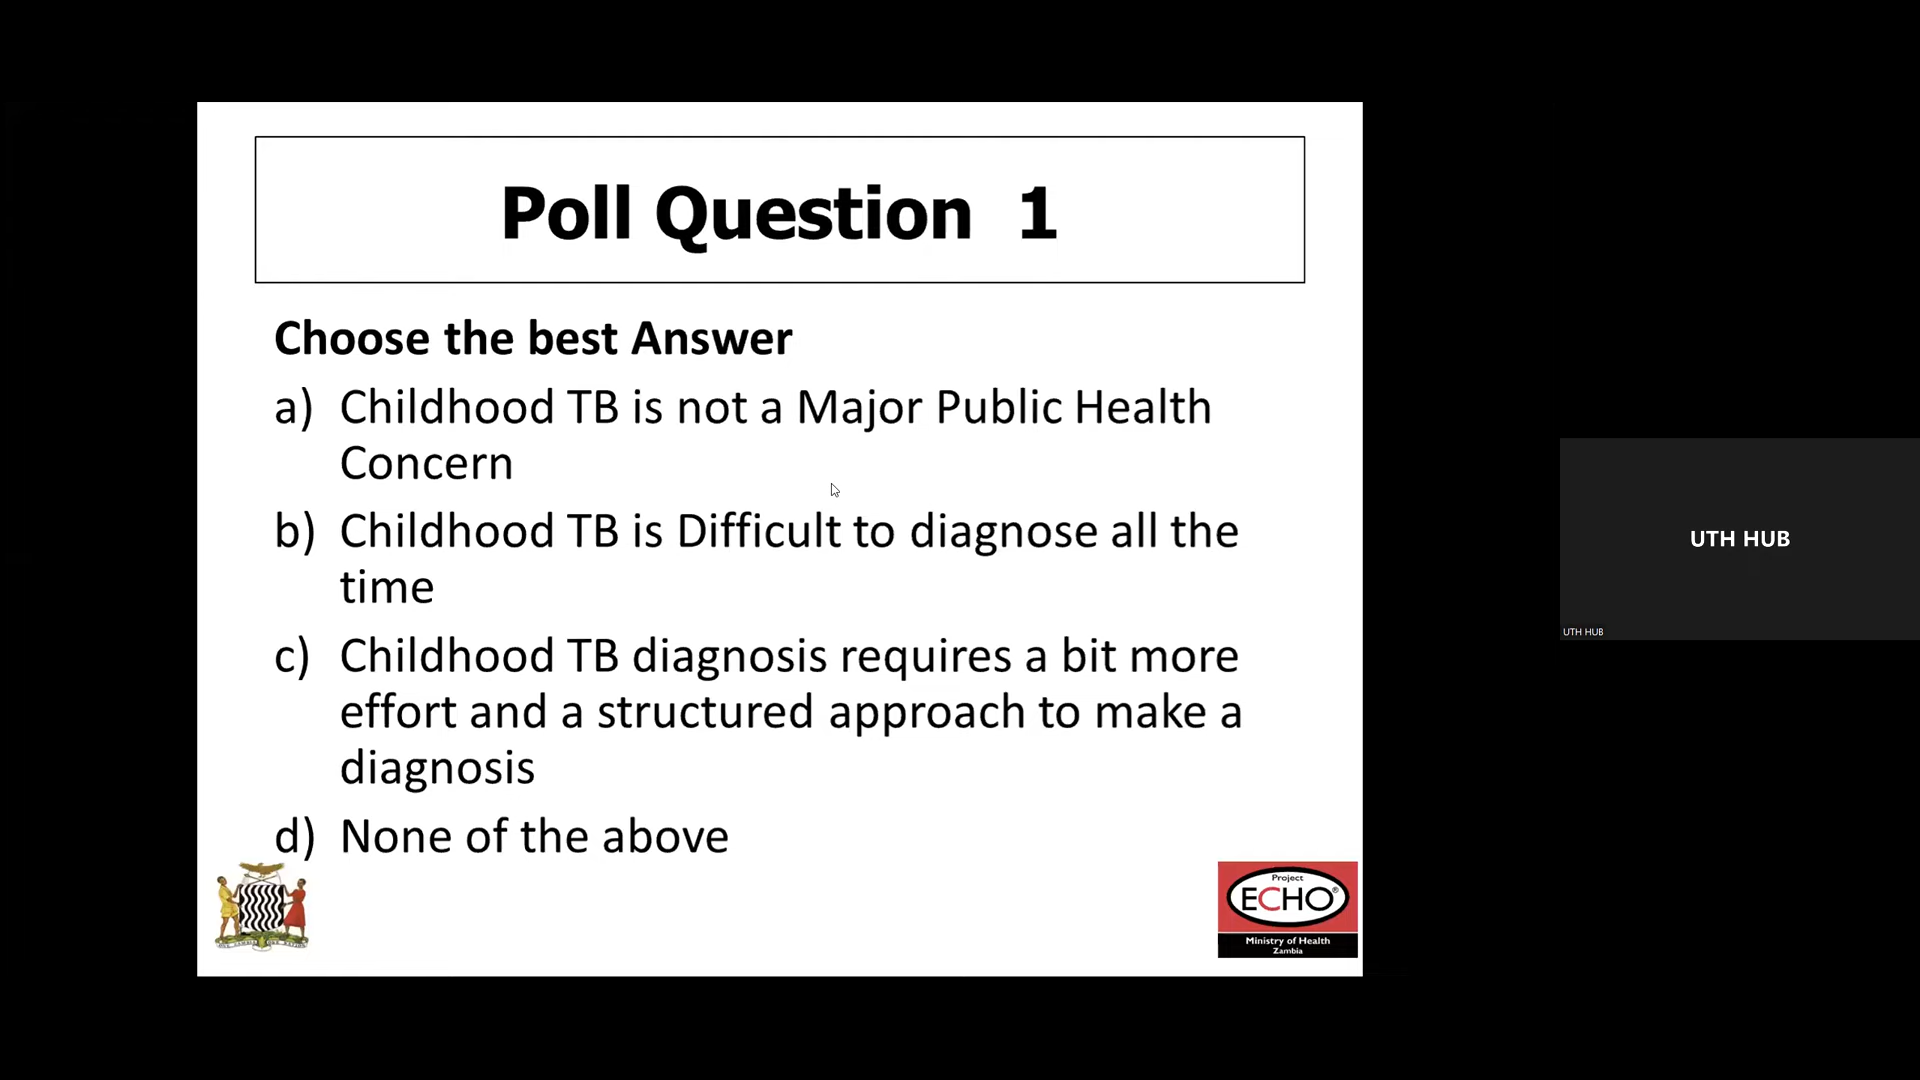 Poll Question 1
Choose the best Answer
a) Childhood TB is not a Major Public Health
Concern
b) Childhood TB is Difficult to diagnose all the
time
c) Childhood TB diagnosis requires a bit more
effort and a structured approach to make a
diagnosis
d) None of the above
Project
ECHO®
Ministry of Health
Zambia
UTH HUB
UTH HUB